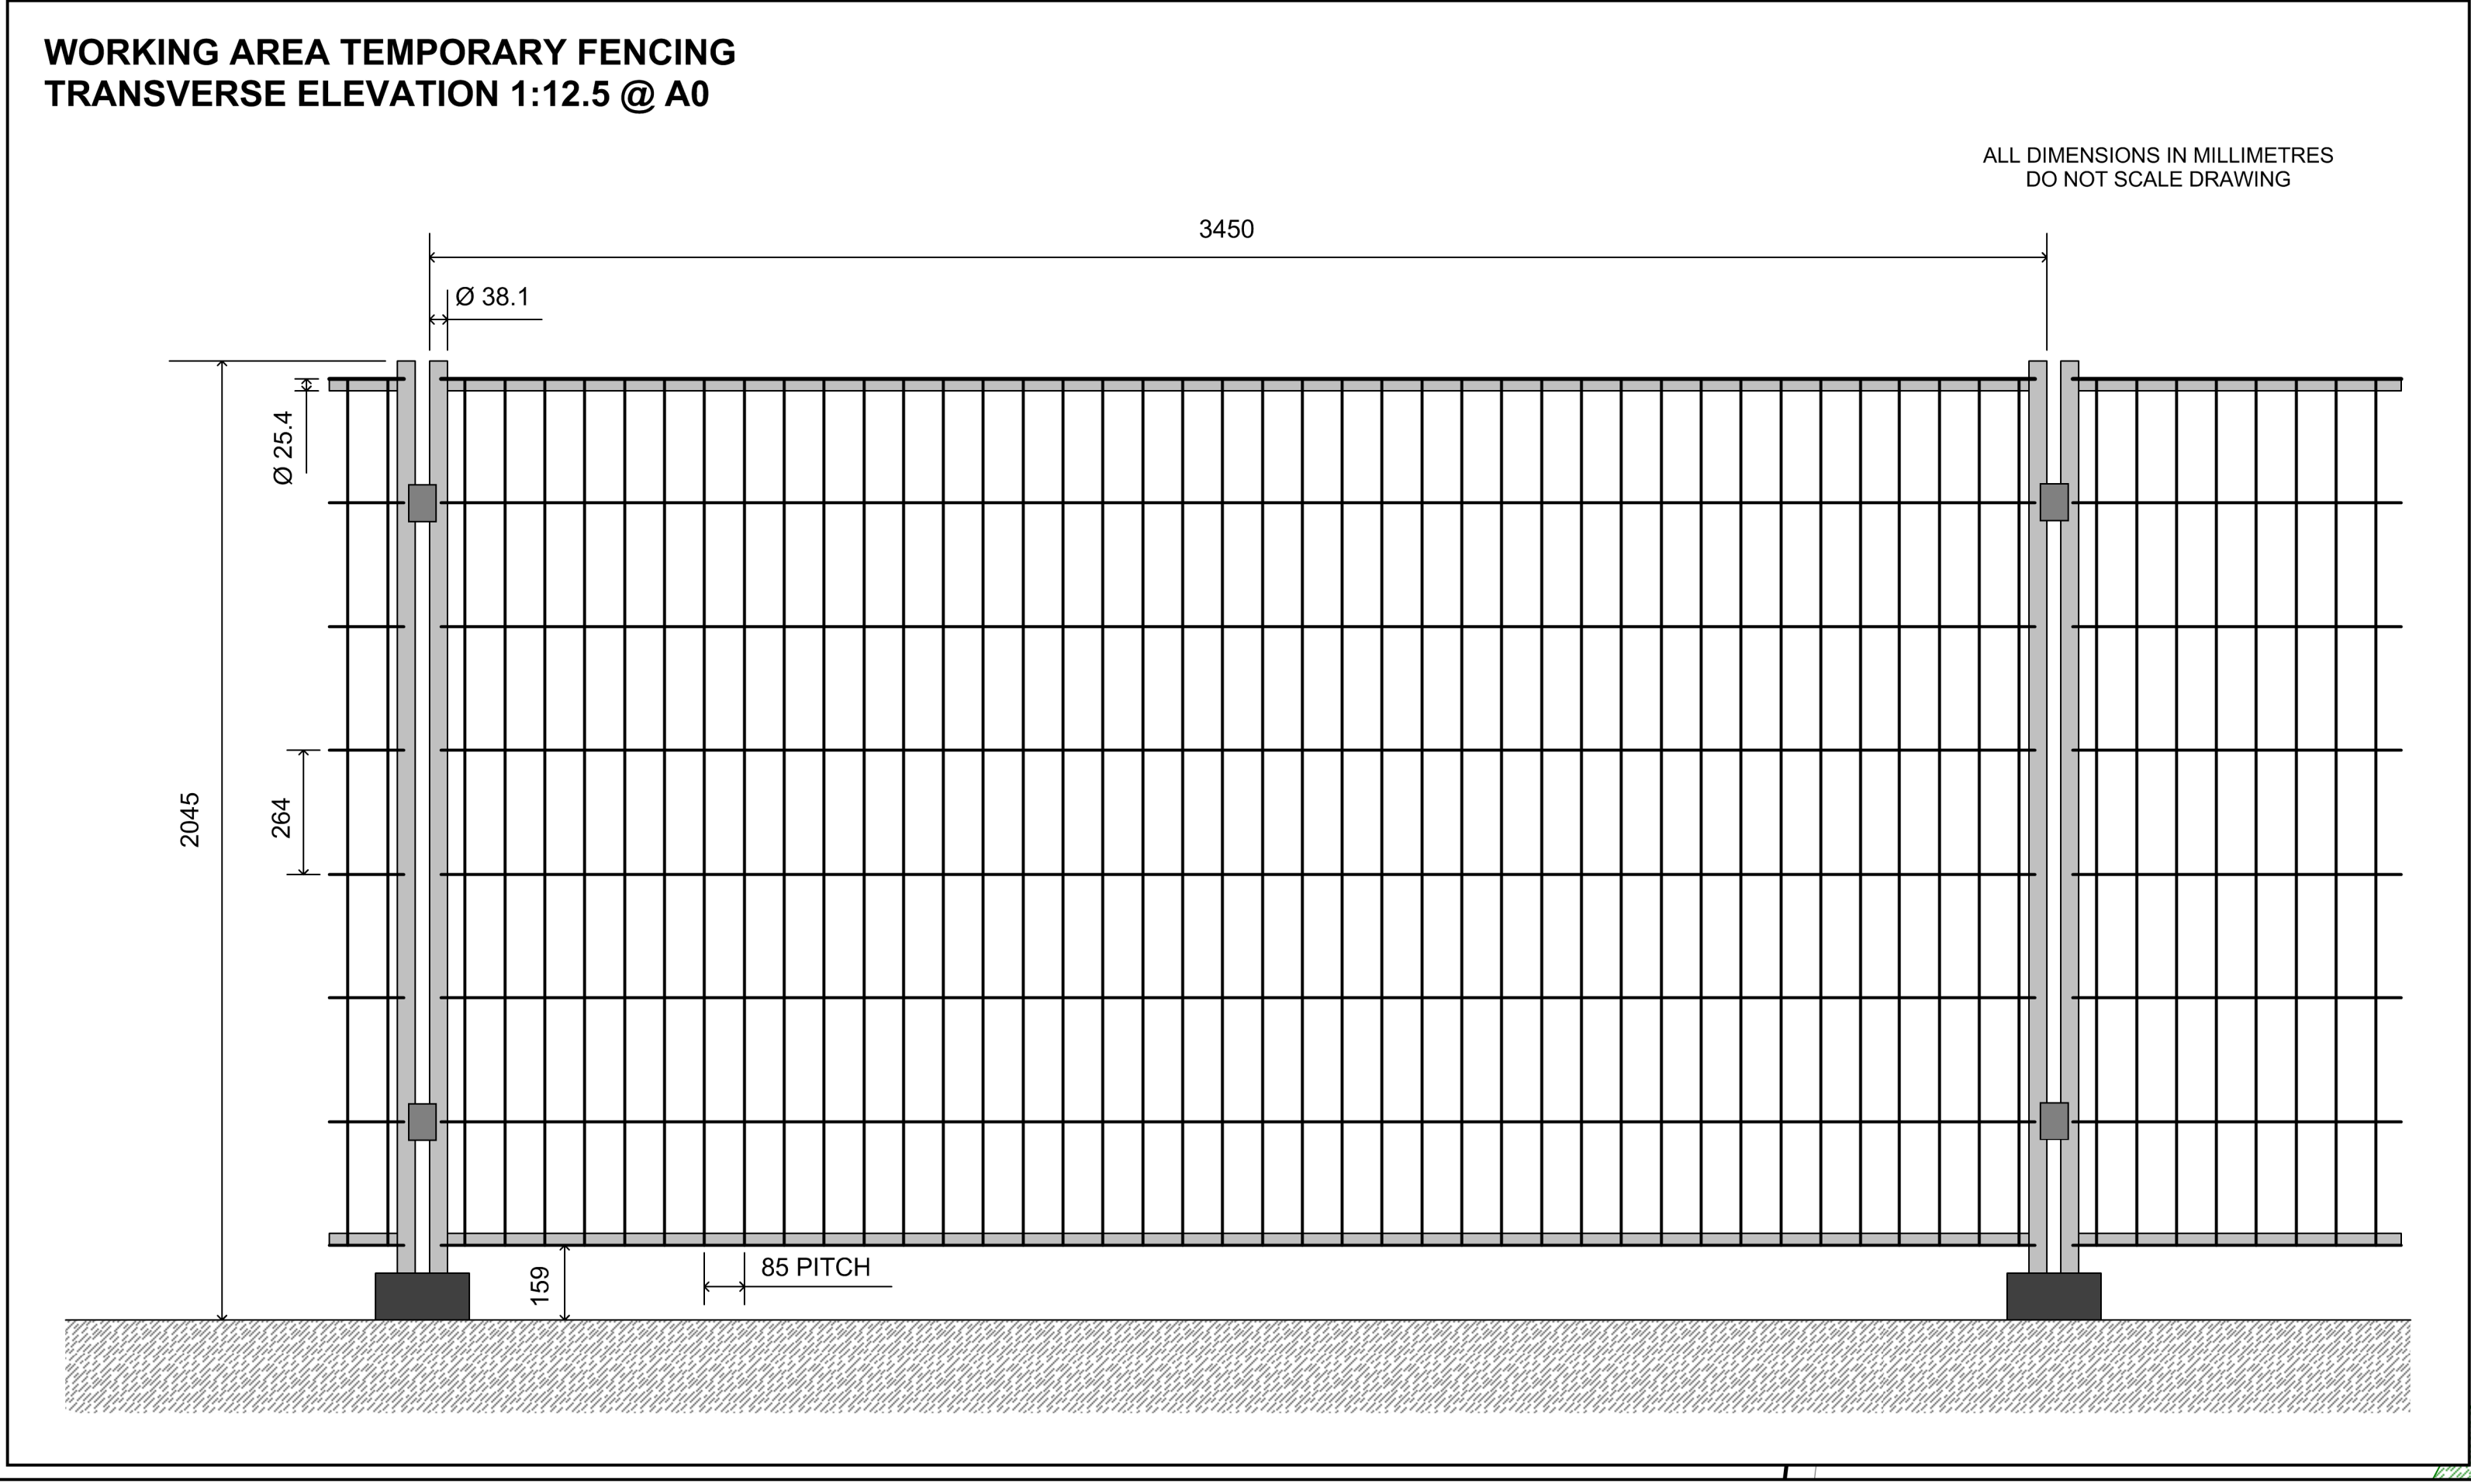 WORKING AREA TEMPORARY FENCING
TRANSVERSE ELEVATION 1:12.5 @ A0
ALL DIMENSIONS IN MILLIMETRES
DO NOT SCALE DRAWING
3450
Ø 38.1
Ø 25.4
2045
264
159
85 PITCH